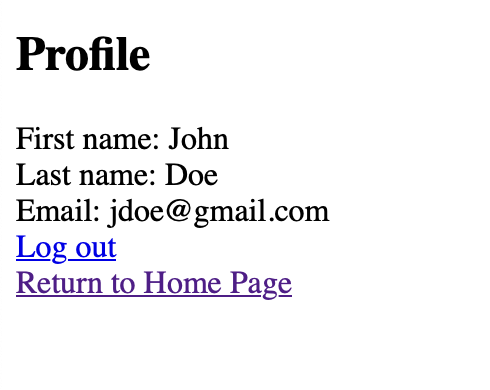 Profile
First name: John
Last name: Doe
Email: jdoe@gmail.com
Log out
Return to Home Page